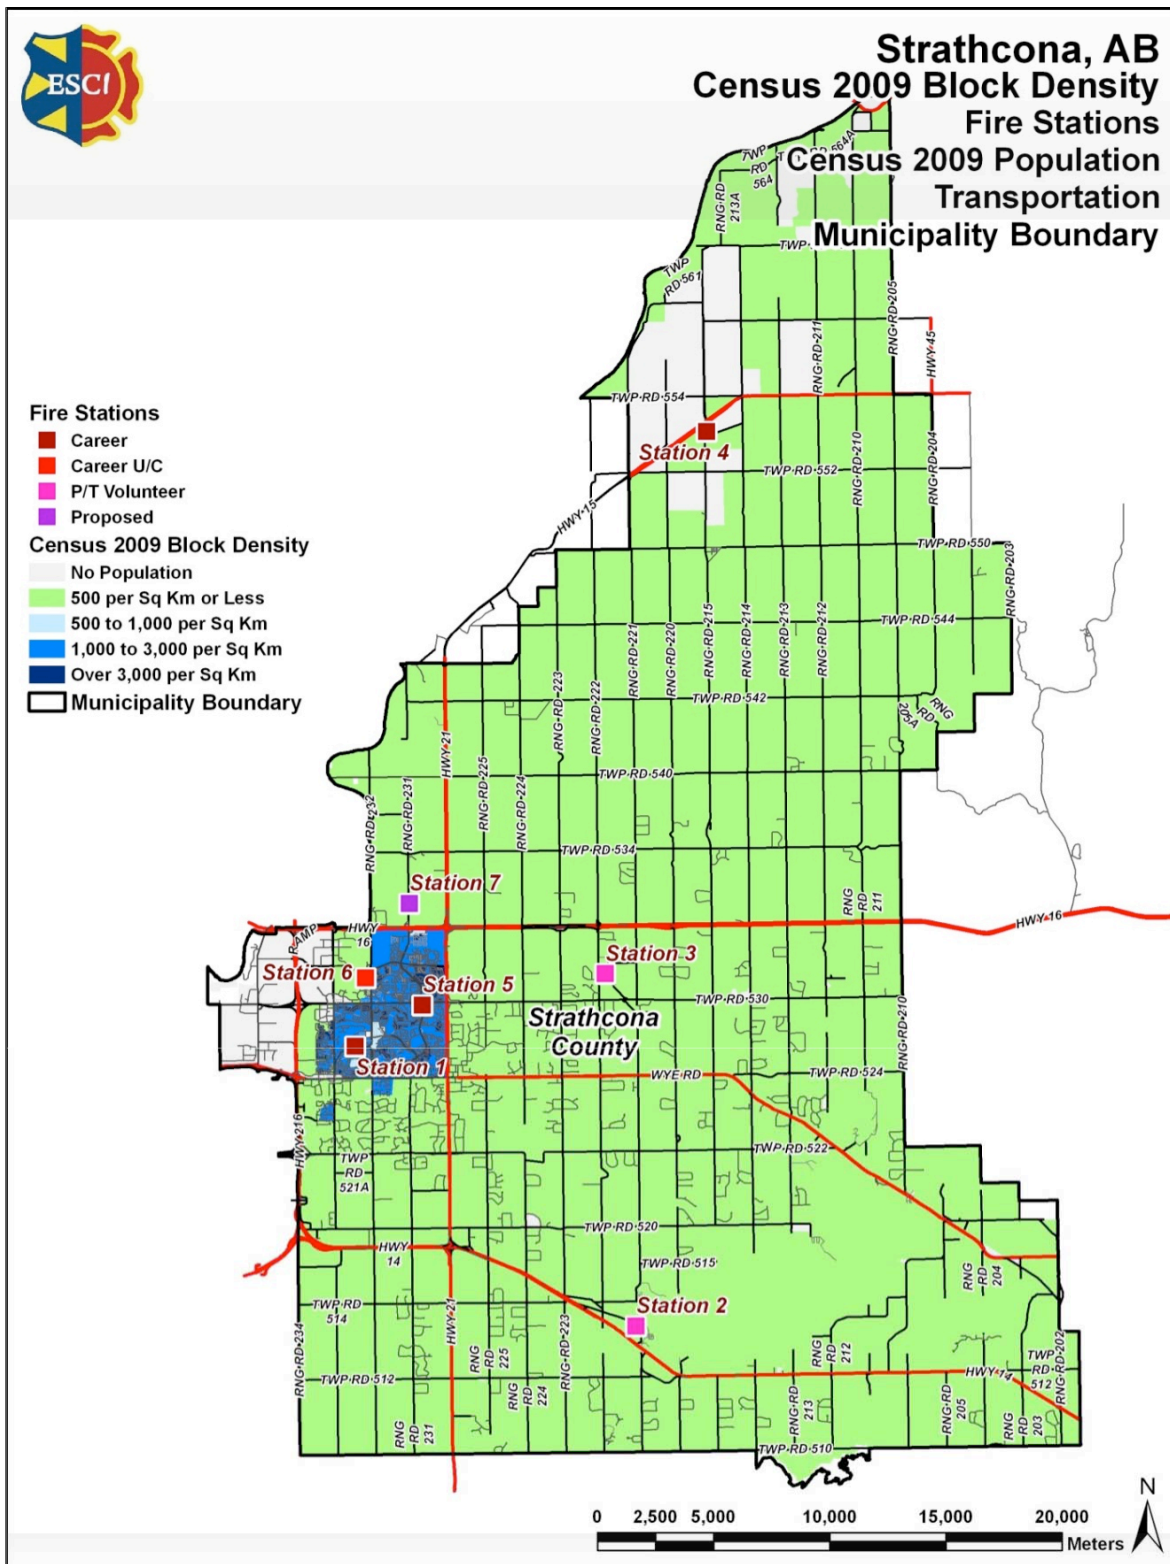 ESCI
Strathcona, AB
Census 2009 Block Density
Fire Stations
Census 2009 Population
Transportation
Municipality Boundary
TWP RD 564
RNG RD 213A
TWP
TWP RD 561
RNG-RD-211
RNG-RD-205
HWY-45
TWP RD 554
Station 4
TWP-RD-552
RNG-RD-210
RNG-RD-204
HWY-15
TWP RD 550
RNG-RD-203
Fire Stations
Career
Career U/C
P/T Volunteer
Proposed
Census 2009 Block Density
No Population
500 per Sq Km or Less
500 to 1,000 per Sq Km
1,000 to 3,000 per Sq Km
Over 3,000 per Sq Km
Municipality Boundary
RNG-RD-221
RNG-RD-220
RNG-RD-215
RNG-RD-214
RNG-RD-213
RNG-RD-212
TWP-RD-544
RNG-RD-223
RNG-RD-222
TWP-RD-542
RNG RD 205A
HWY-21
RNG-RD-225
RNG-RD-224
TWP-RD-540
RNG-RD-232
RNG-RD-231
TWP-RD-534
Station 7
RNG RD 211
HWY-16
RAMP
HWY 16
Station 6
Station 5
Station 3
TWP-RD-530
Strathcona
County
RNG-RD-210
Station 1
WYE RD
TWP-RD-524
HWY-216
TWP RD 521A
TWP-RD-522
TWP-RD-520
HWY 14
TWP-RD-515
RNG RD 204
TWP-RD 514
Station 2
HWY-21
RNG-RD-234
RNG RD 225
RNG RD 224
RNG-RD-223
RNG RD 212
TWP-RD-512
HWY-14
TWP RD 512
RNG-RD-202
RNG RD 231
RNG-RD 213
RNG-RD 205
RNG RD 203
TWP-RD-510
N
0 2,500 5,000 10,000 15,000 20,000
Meters